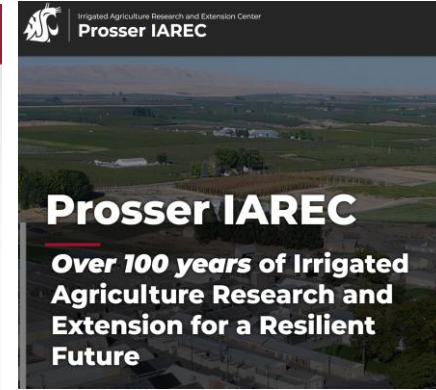 Irrigated Agriculture Research and Extension Center
Prosser IAREC
Prosser IAREC
Over 100 years of Irrigated
Agriculture Research and
Extension for a Resilient
Future